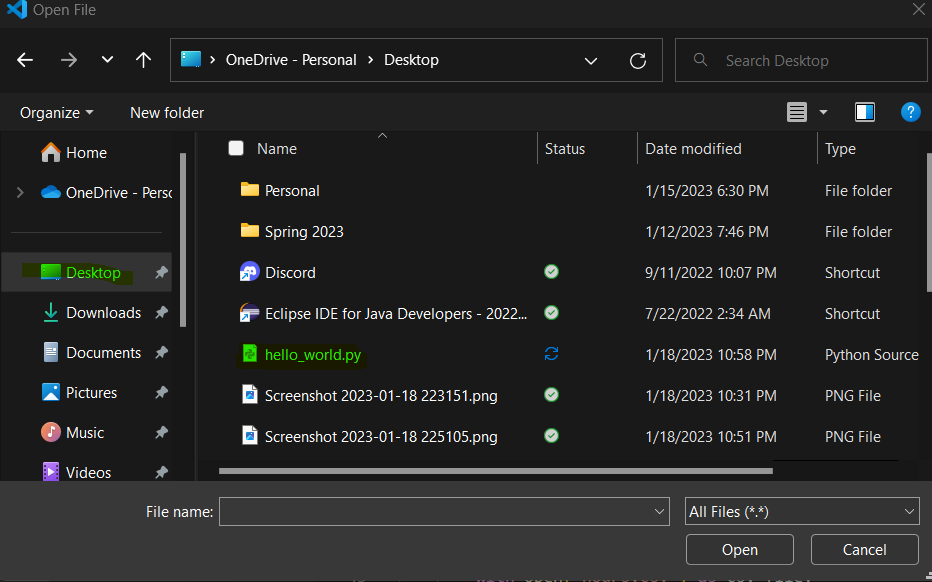 Open File
OneDrive - Personal Desktop
Search Desktop
Organize New folder
?
Name Status Date modified Type
Home
OneDrive - Perso
Personal 1/15/2023 6:30 PM File folder
Spring 2023 1/12/2023 7:46 PM File folder
Desktop
Discord 9/11/2022 10:07 PM Shortcut
Downloads
Eclipse IDE for Java Developers - 2022... 7/22/2022 2:34 AM Shortcut
Documents
hello_world.py 1/18/2023 10:58 PM Python Source
Pictures
Screenshot 2023-01-18 223151.png 1/18/2023 10:31 PM PNG File
Music
Screenshot 2023-01-18 225105.png 1/18/2023 10:51 PM PNG File
Videos
File name: All Files (*.*)
Open Cancel